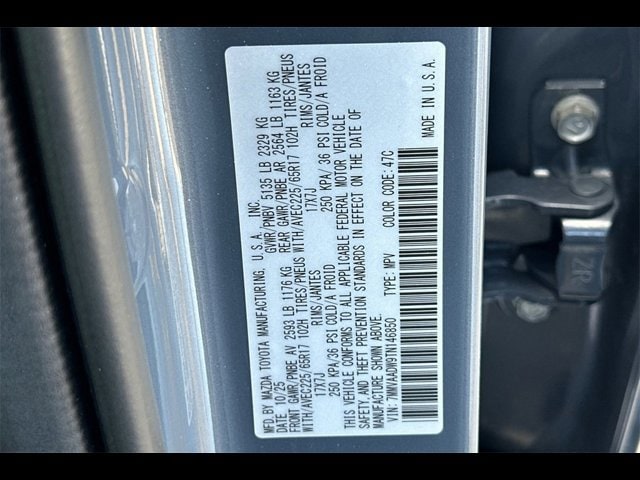 MFD BY MAZDA TOYOTA MANUFACTURING, U.S.A, INC.
DATE 10/25 GVWR/PNBV 5135 LB 2329 KG
FRONT GAWR/PNBE AV 2593 LB 1176 KG REAR GAWR/PNBE AR 2564 LB 1163 KG
WITH/AVEC225/65R17 102H TIRES/PNEUS WITH/AVEC225/65R17 102H TIRES/PNEUS
17X7J RIMS/JANTES 17X7J RIMS/JANTES
250 KPA/36 PSI COLD/A FROID 250 KPA/ 36 PSI COLD/A FROID
THIS VEHICLE CONFORMS TO ALL APPLICABLE FEDERAL MOTOR VEHICLE
SAFETY AND THEFT PREVENTION STANDARDS IN EFFECT ON THE DATE OF
MANUFACTURE SHOWN ABOVE.
VIN: 7MMVAADW9TN146850 TYPE: MPV COLOR CODE: 47C
MADE IN U.S.A.
ZIP